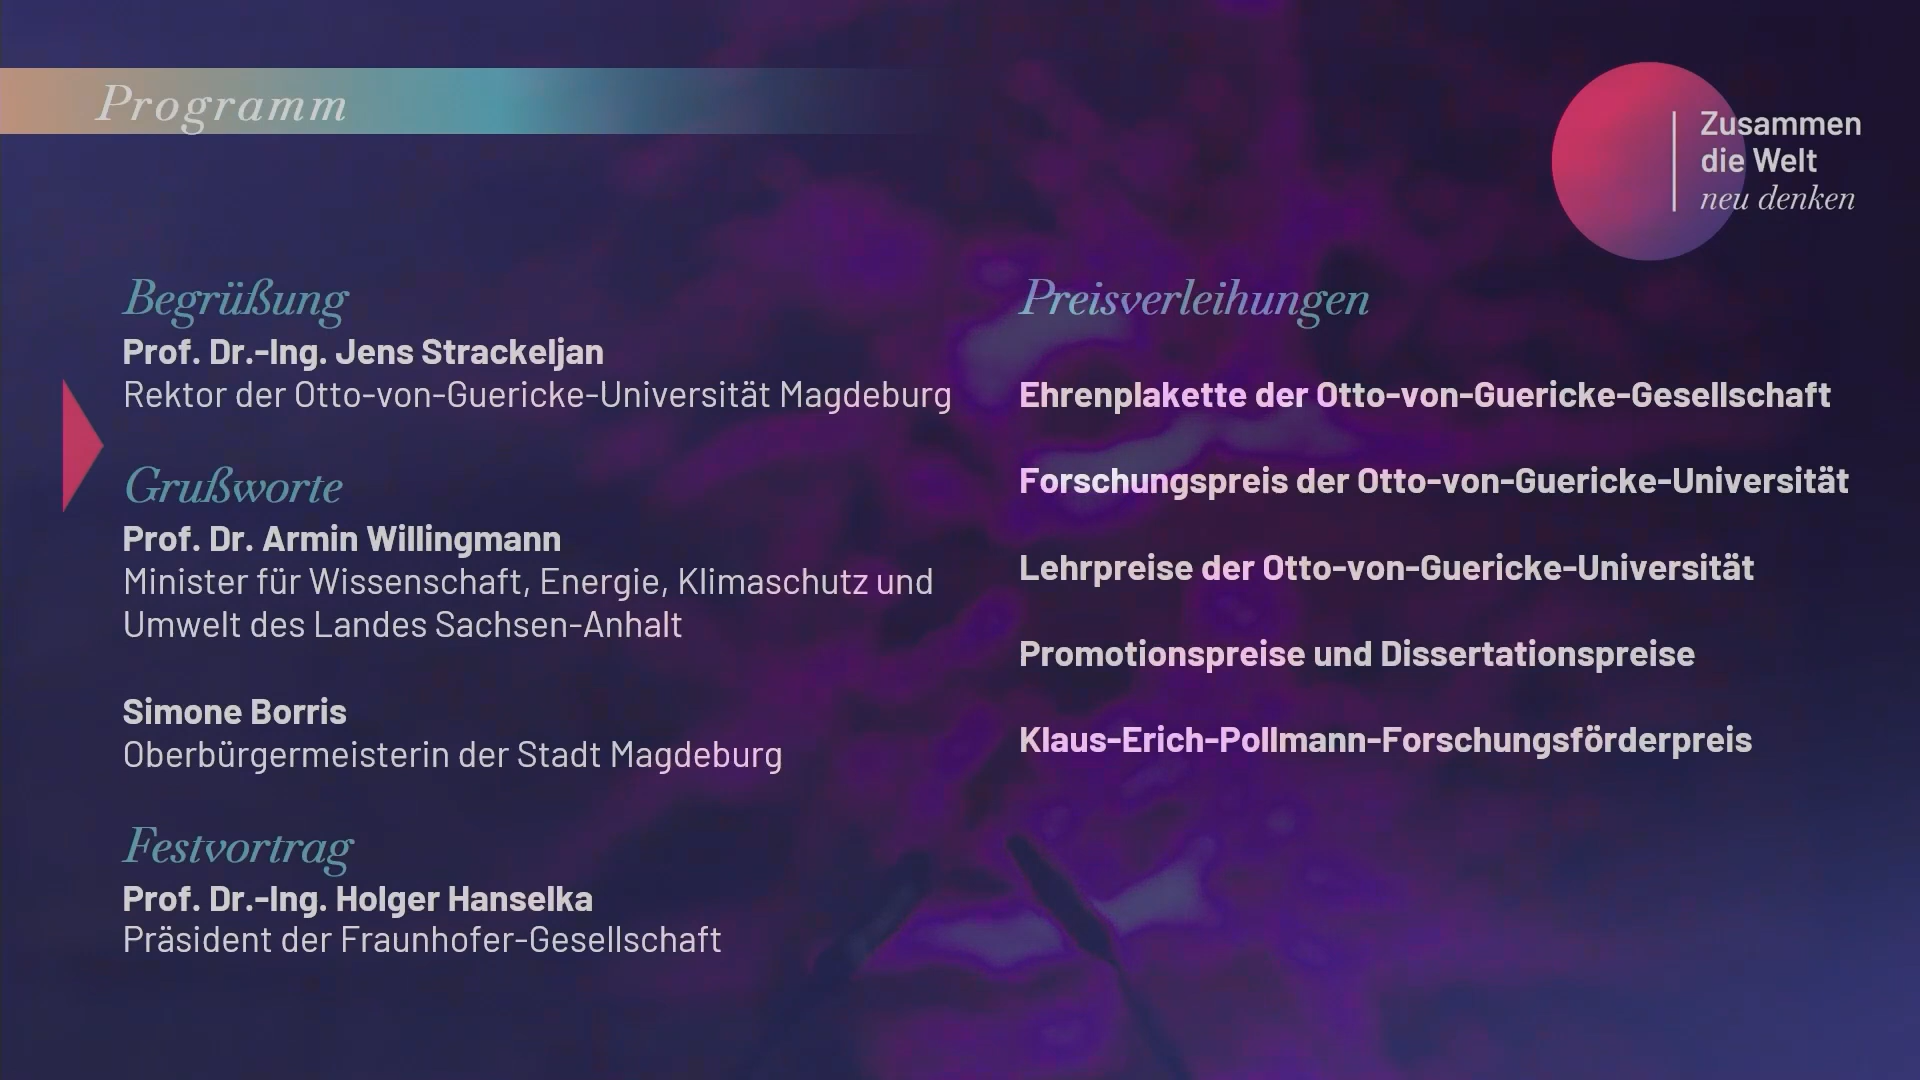 Programm
Zusammen
die Welt
neu denken
Begrüßung
Prof. Dr.-Ing. Jens Strackeljan
Rektor der Otto-von-Guericke-Universität Magdeburg
Grußworte
Prof. Dr. Armin Willingmann
Minister für Wissenschaft, Energie, Klimaschutz und
Umwelt des Landes Sachsen-Anhalt
Simone Borris
Oberbürgermeisterin der Stadt Magdeburg
Festvortrag
Prof. Dr.-Ing. Holger Hanselka
Präsident der Fraunhofer-Gesellschaft
Preisverleihungen
Ehrenplakette der Otto-von-Guericke-Gesellschaft
Forschungspreis der Otto-von-Guericke-Universität
Lehrpreise der Otto-von-Guericke-Universität
Promotionspreise und Dissertationspreise
Klaus-Erich-Pollmann-Forschungsförderpreis